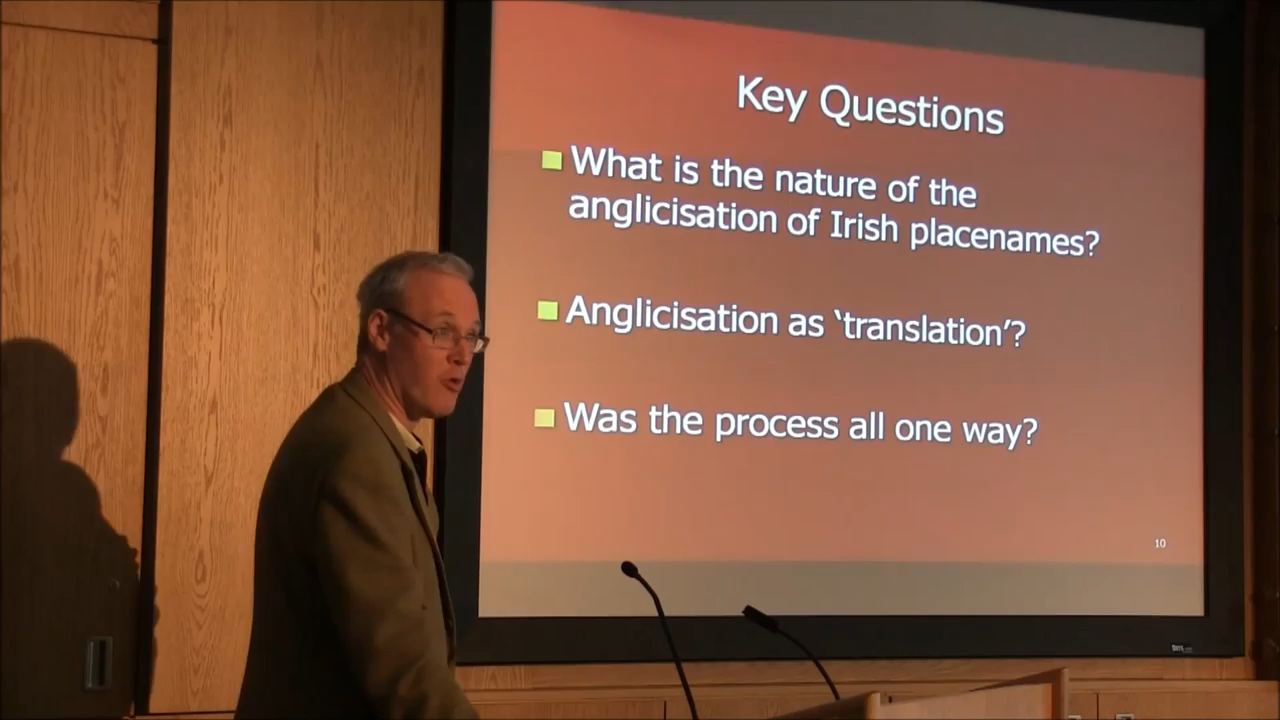 Key Questions
What is the nature of the
anglicisation of Irish placenames?
Anglicisation as ‘translation’?
Was the process all one way?
10